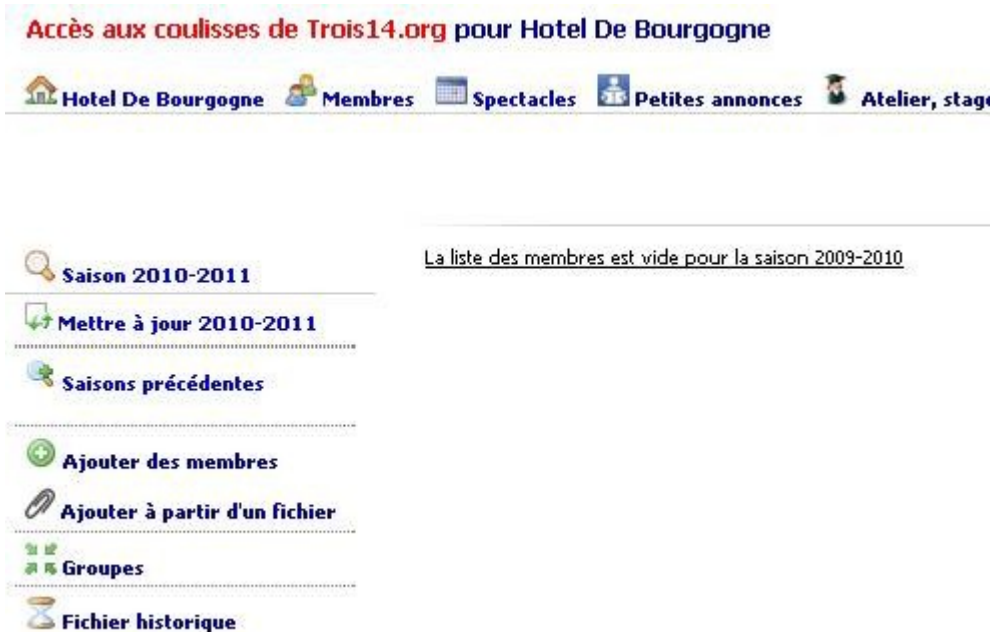 Accès aux coulisses de Trois14.org pour Hotel De Bourgogne
Hotel De Bourgogne Membres Spectacles Petites annonces Atelier, stage
La liste des membres est vide pour la saison 2009-2010
Saison 2010-2011
Mettre à jour 2010-2011
Saisons précédentes
Ajouter des membres
Ajouter à partir d'un fichier
Groupes
Fichier historique